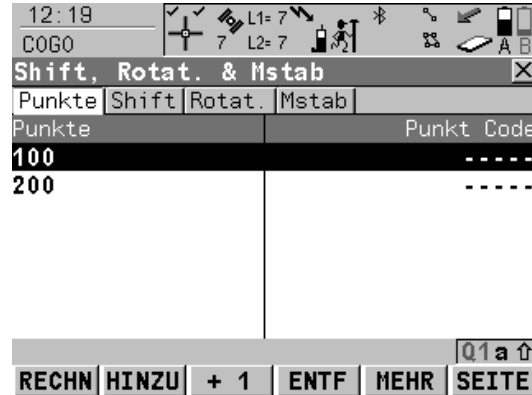 12:19 L1= 7
COGO 7 L2= 7 A B
Shift, Rotat. & Mstab X
Punkte Shift Rotat. Mstab
Punkte Punkt Code
100 -----
200 -----
Q1 a ⇧
RECHN HINZU + 1 ENTF MEHR SEITE